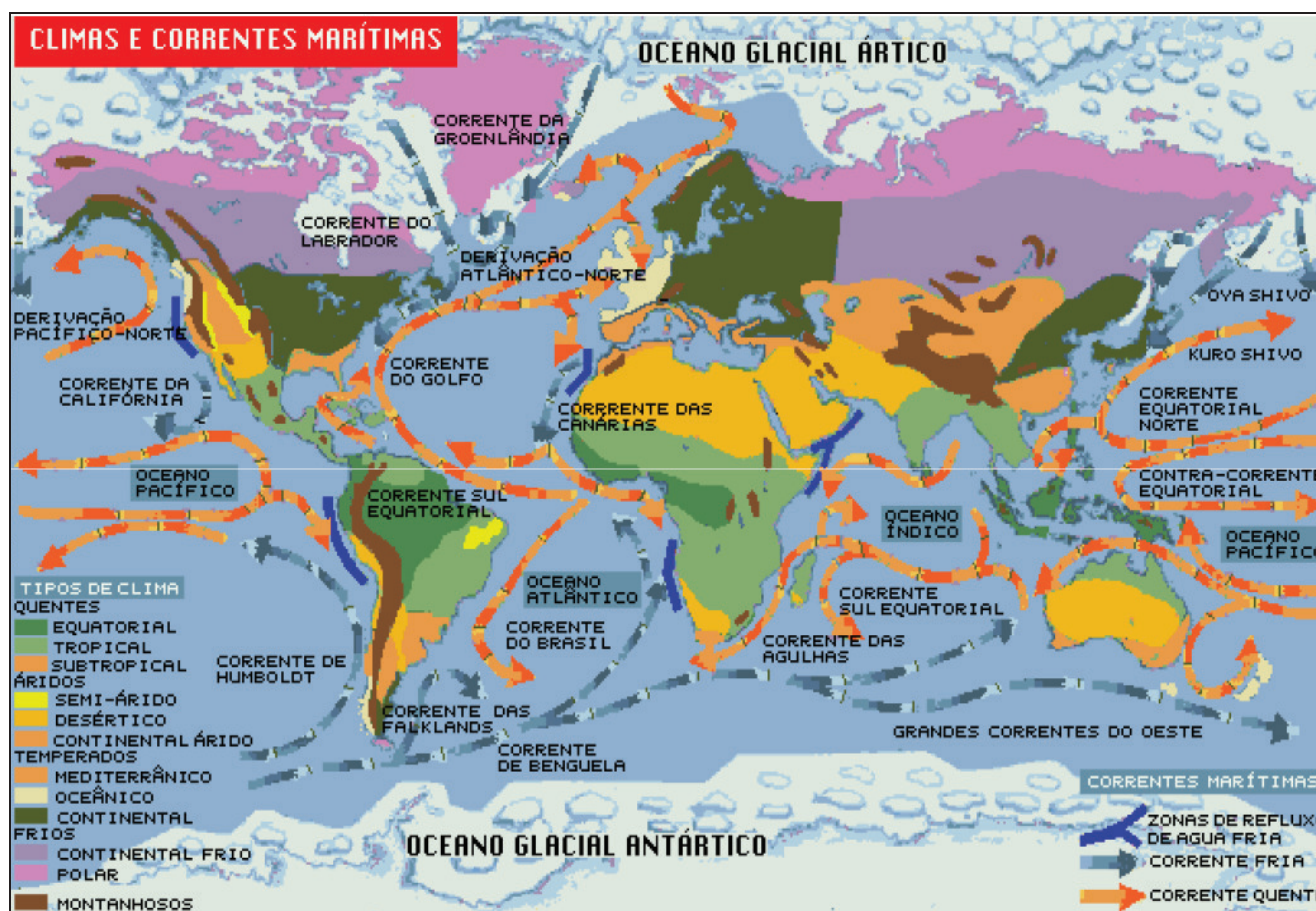 CLIMAS E CORRENTES MARÍTIMAS
OCEANO GLACIAL ÁRTICO
CORRENTE DA
GROENLÂNDIA
CORRENTE DO
LABRADOR
DERIVAÇÃO
ATLÂNTICO-NORTE
DERIVAÇÃO
PACÍFICO-NORTE
OYA SHIVO
KURO SHIVO
CORRENTE DA
CALIFÓRNIA
CORRENTE
DO GOLFO
CORRRENTE DAS
CANÁRIAS
CORRENTE
EQUATORIAL
NORTE
OCEANO
PACÍFICO
CORRENTE SUL
EQUATORIAL
CONTRA-CORRENTE
EQUATORIAL
OCEANO
ÍNDICO
OCEANO
PACÍFICO
OCEANO
ATLÂNTICO
CORRENTE
SUL EQUATORIAL
CORRENTE
DO BRASIL
CORRENTE DAS
AGULHAS
CORRENTE DE
HUMBOLDT
CORRENTE DAS
FALKLANDS
CORRENTE
DE BENGUELA
GRANDES CORRENTES DO OESTE
OCEANO GLACIAL ANTÁRTICO
TIPOS DE CLIMA
QUENTES
EQUATORIAL
TROPICAL
SUBTROPICAL
ÁRIDOS
SEMI-ÁRIDO
DESÉRTICO
CONTINENTAL ÁRIDO
TEMPERADOS
MEDITERRÂNICO
OCEÂNICO
CONTINENTAL
FRIOS
CONTINENTAL FRIO
POLAR
MONTANHOSOS
CORRENTES MARÍTIMAS
ZONAS DE REFLUX
DE AGUA FRIA
CORRENTE FRIA
CORRENTE QUENT